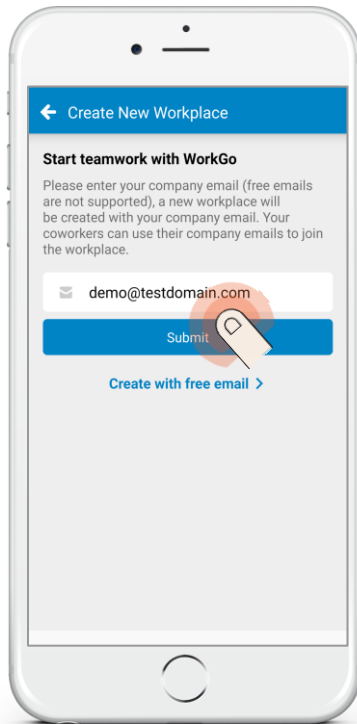 Create New Workplace
Start teamwork with WorkGo
Please enter your company email (free emails
are not supported), a new workplace will
be created with your company email. Your
coworkers can use their company emails to join
the workplace.
demo@testdomain.com
Submit
Create with free email >